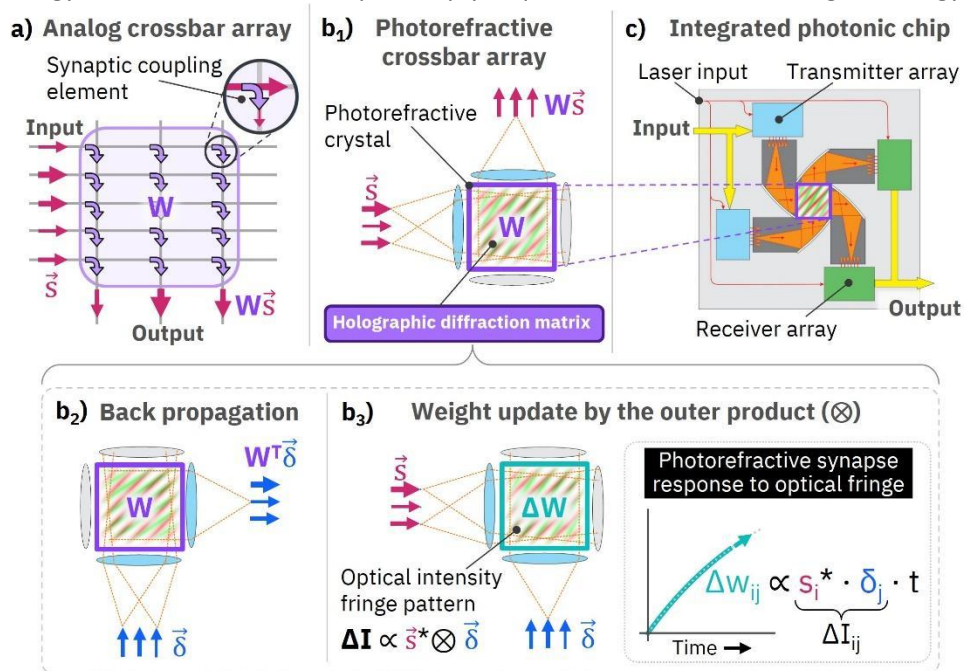 a) Analog crossbar array
Synaptic coupling
element
Input
W
s⃗
Ws⃗
Output
b₁) Photorefractive
crossbar array
Ws⃗
Photorefractive
crystal
s⃗
W
Holographic diffraction matrix
c) Integrated photonic chip
Laser input
Transmitter array
Input
Output
Receiver array
b₂) Back propagation
Wᵀδ⃗
W
δ⃗
b₃) Weight update by the outer product (⊗)
s⃗
ΔW
Optical intensity
fringe pattern
ΔI ∝ s⃗* ⊗ δ⃗
δ⃗
Photorefractive synapse
response to optical fringe
Δwᵢⱼ ∝ sᵢ* · δⱼ · t
ΔIᵢⱼ
Time